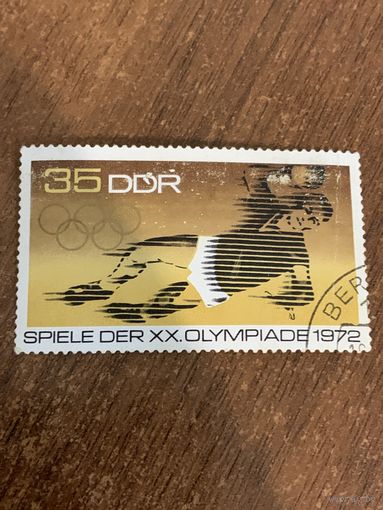 35 DDR
SPIELE DER XX. OLYMPIADE 1972
BER